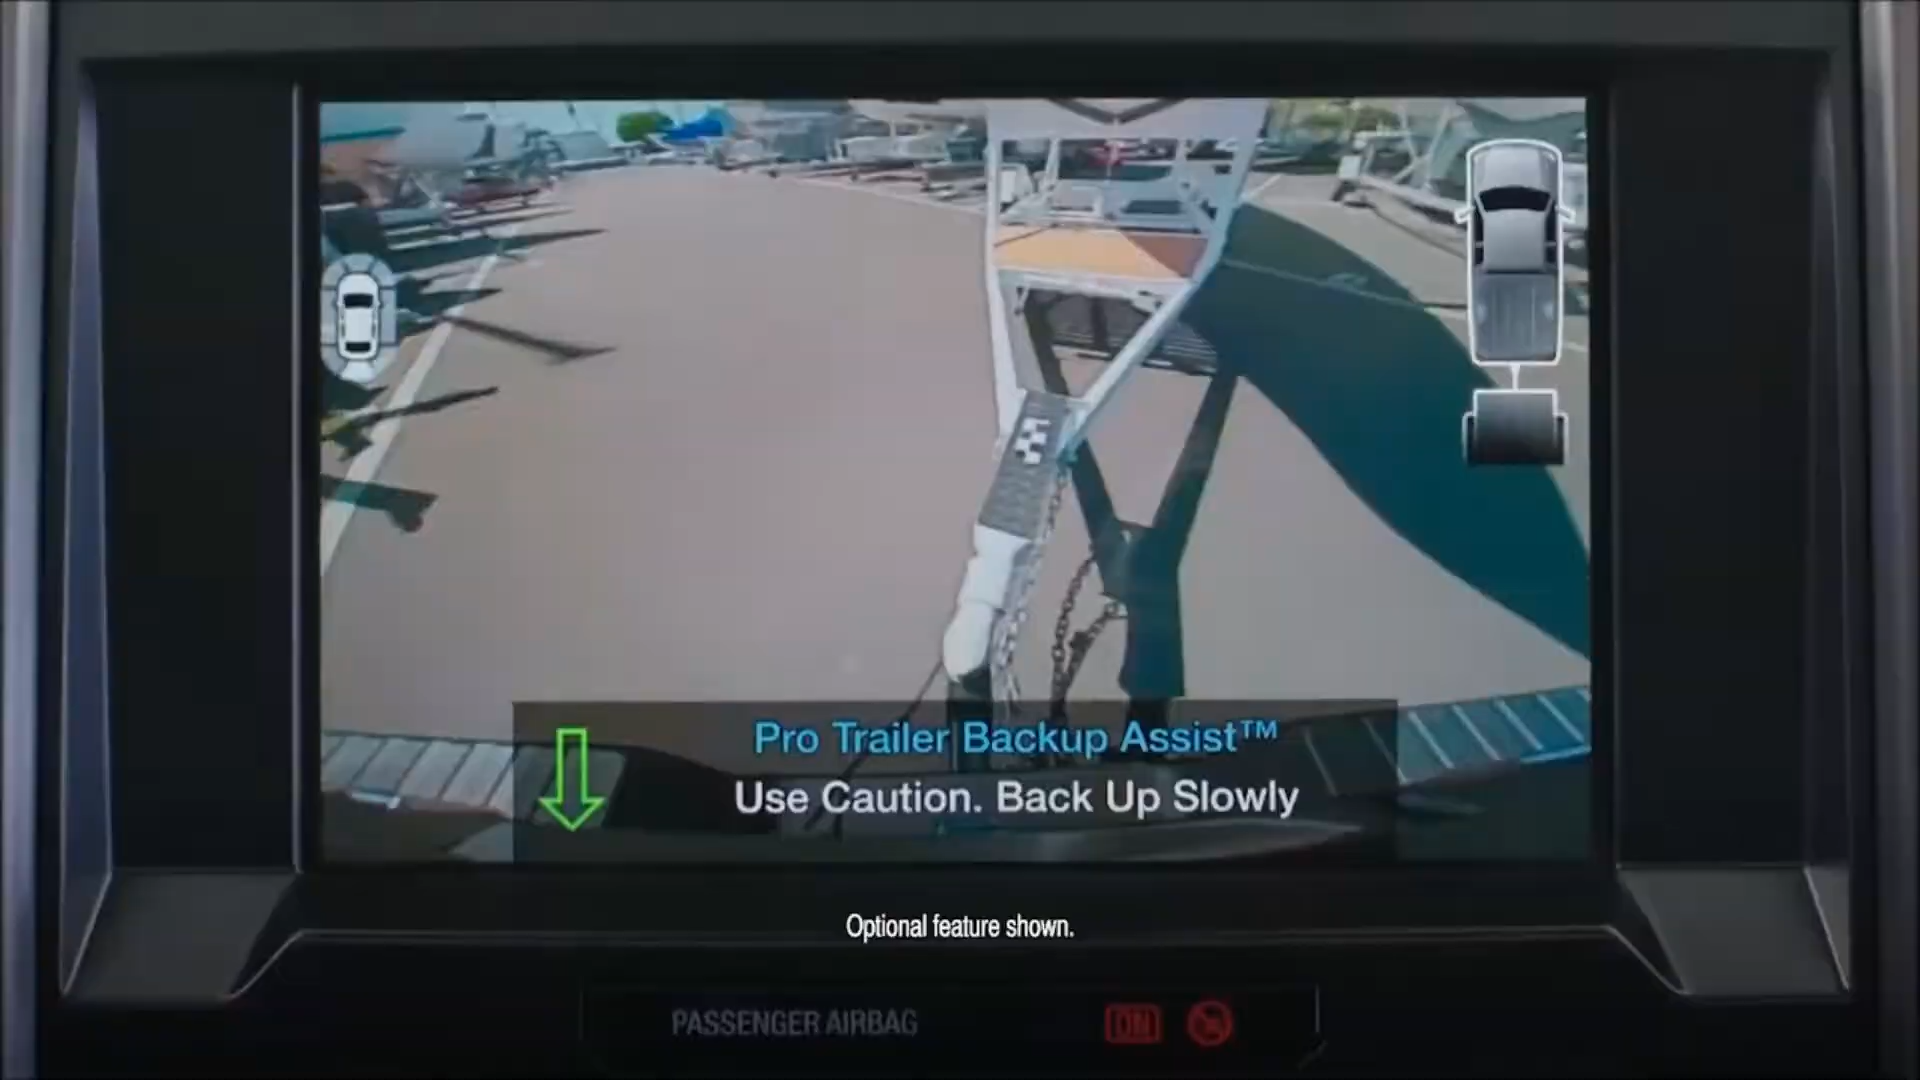 Pro Trailer Backup Assist™
Use Caution. Back Up Slowly
Optional feature shown.
PASSENGER AIRBAG
ON